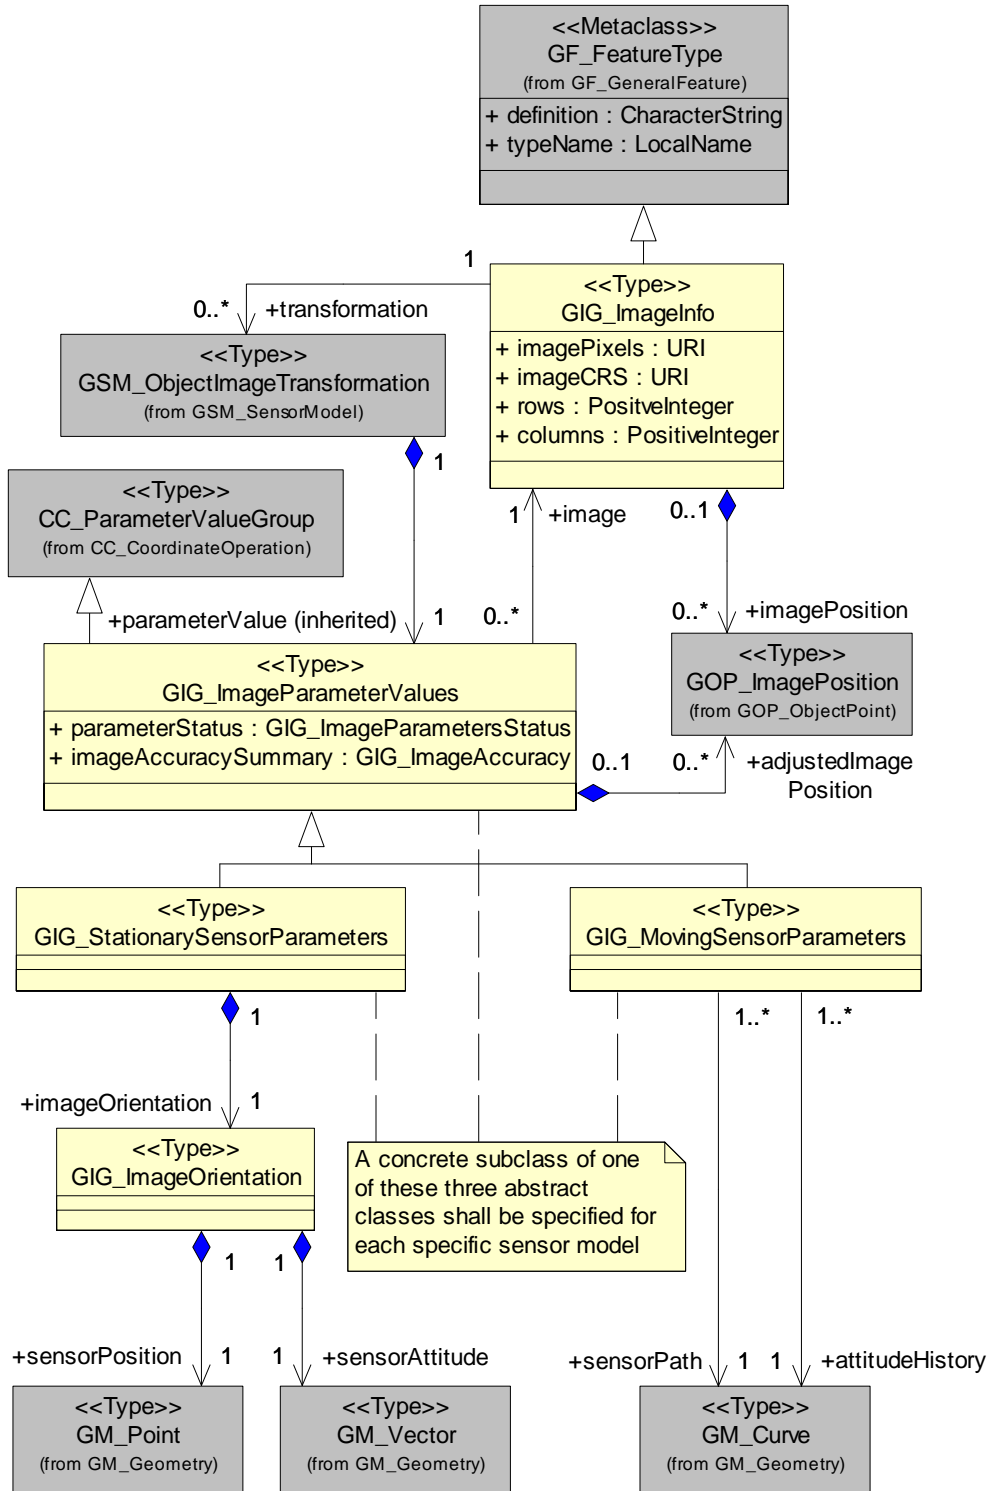 <<Metaclass>>
GF_FeatureType
(from GF_GeneralFeature)
+ definition : CharacterString
+ typeName : LocalName
1
0..*
+transformation
<<Type>>
GIG_ImageInfo
+ imagePixels : URI
+ imageCRS : URI
+ rows : PositveInteger
+ columns : PositiveInteger
<<Type>>
GSM_ObjectImageTransformation
(from GSM_SensorModel)
1
<<Type>>
CC_ParameterValueGroup
(from CC_CoordinateOperation)
1
+image
0..1
+parameterValue (inherited)
1
0..*
0..*
+imagePosition
<<Type>>
GIG_ImageParameterValues
+ parameterStatus : GIG_ImageParametersStatus
+ imageAccuracySummary : GIG_ImageAccuracy
<<Type>>
GOP_ImagePosition
(from GOP_ObjectPoint)
0..1
0..*
+adjustedImage
Position
<<Type>>
GIG_StationarySensorParameters
<<Type>>
GIG_MovingSensorParameters
1
1..*
1..*
+imageOrientation
1
<<Type>>
GIG_ImageOrientation
A concrete subclass of one
of these three abstract
classes shall be specified for
each specific sensor model
1
1
+sensorPosition
1
1
+sensorAttitude
+sensorPath
1
1
+attitudeHistory
<<Type>>
GM_Point
(from GM_Geometry)
<<Type>>
GM_Vector
(from GM_Geometry)
<<Type>>
GM_Curve
(from GM_Geometry)